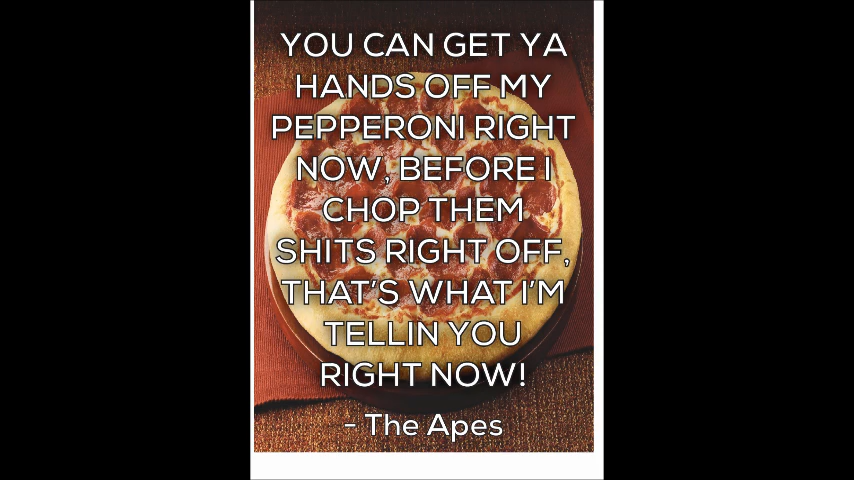 YOU CAN GET YA
HANDS OFF MY
PEPPERONI RIGHT
NOW, BEFORE I
CHOP THEM
SHITS RIGHT OFF,
THAT'S WHAT I'M
TELLIN YOU
RIGHT NOW!
- The Apes